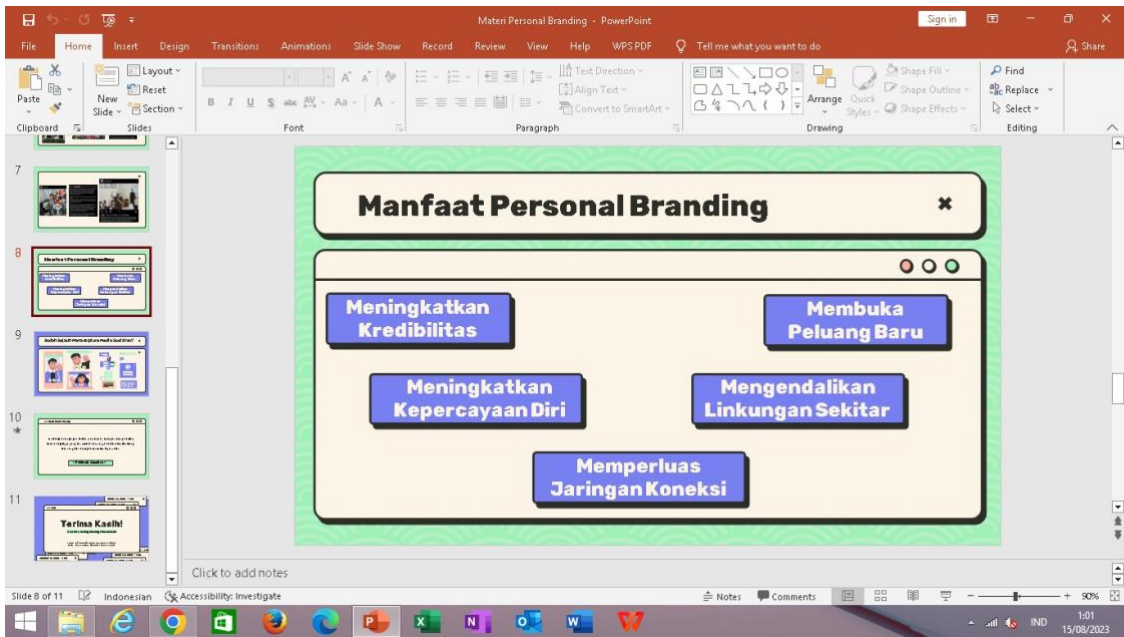 Materi Personal Branding - PowerPoint
Sign in
File Home Insert Design Transitions Animations Slide Show Record Review View Help WPS PDF Tell me what you want to do Share
Paste
New Slide
Layout
Reset
Section
Text Direction
Align Text
Convert to SmartArt
Arrange
Quick Styles
Shape Fill
Shape Outline
Shape Effects
Find
Replace
Select
Clipboard Slides Font Paragraph Drawing Editing
7
8
9
10
11
Terima Kasih!
Manfaat Personal Branding
Meningkatkan
Kredibilitas
Membuka
Peluang Baru
Meningkatkan
Kepercayaan Diri
Mengendalikan
Linkungan Sekitar
Memperluas
Jaringan Koneksi
Click to add notes
Slide 8 of 11 Indonesian Accessibility: Investigate Notes Comments 90%
IND
1:01
15/08/2023